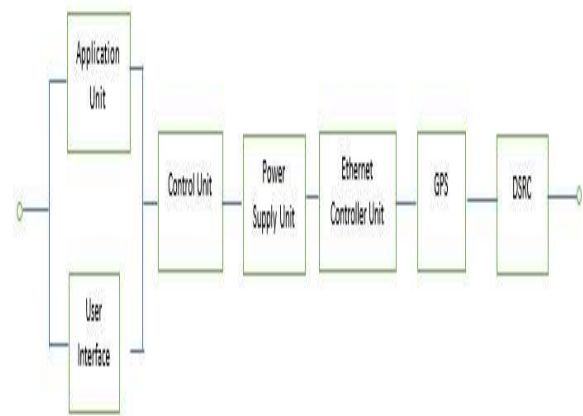 Application
Unit
Control Unit
Power
Supply Unit
Ethernet
Controller Unit
GPS
DSRC
User
Interface